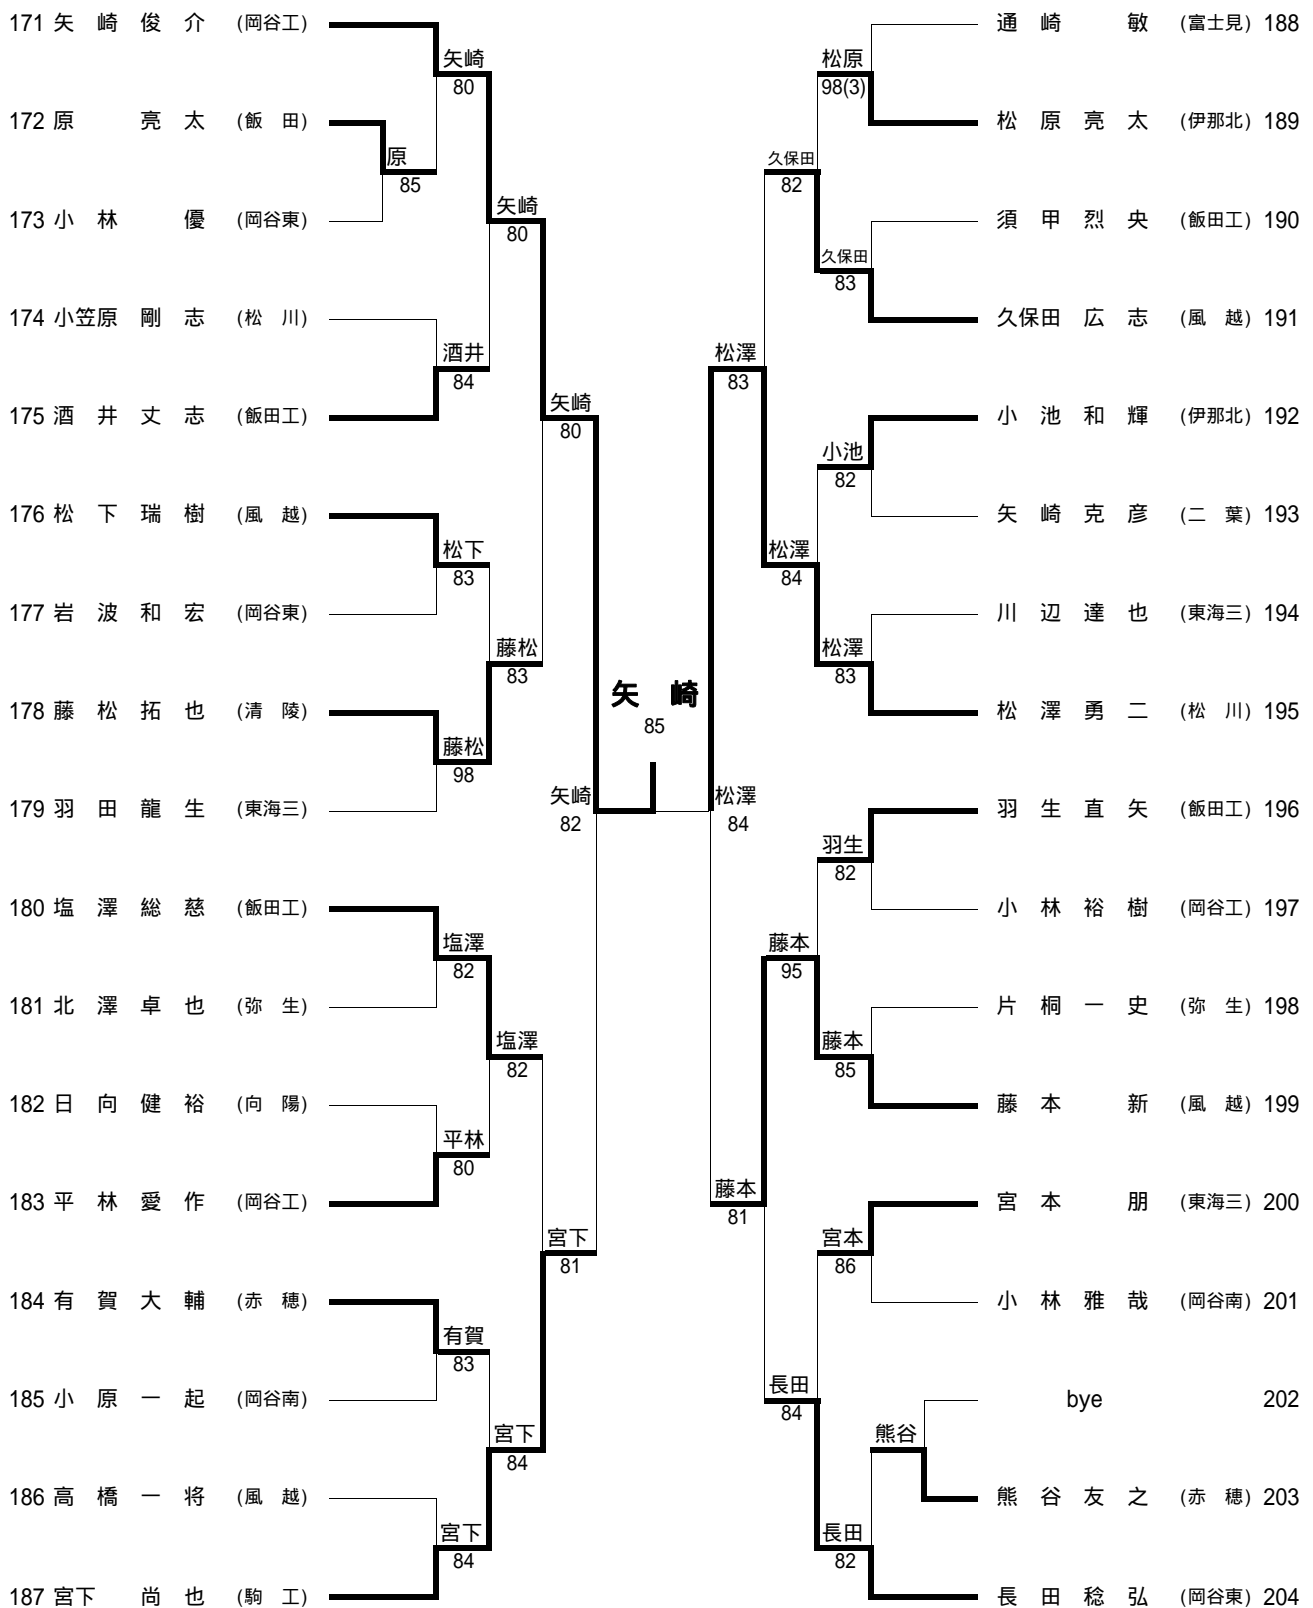 171 矢 崎 俊 介 (岡谷工)
矢崎
80
172 原 亮 太 (飯 田)
原
85
173 小 林 優 (岡谷東)
矢崎
80
174 小笠原 剛 志 (松 川)
酒井
84
175 酒 井 丈 志 (飯田工)
矢崎
80
176 松 下 瑞 樹 (風 越)
松下
83
177 岩 波 和 宏 (岡谷東)
藤松
83
178 藤 松 拓 也 (清 陵)
藤松
98
179 羽 田 龍 生 (東海三)
矢崎
82
180 塩 澤 総 慈 (飯田工)
塩澤
82
181 北 澤 卓 也 (弥 生)
塩澤
82
182 日 向 健 裕 (向 陽)
平林
80
183 平 林 愛 作 (岡谷工)
宮下
81
184 有 賀 大 輔 (赤 穂)
有賀
83
185 小 原 一 起 (岡谷南)
宮下
84
186 高 橋 一 将 (風 越)
宮下
84
187 宮下 尚 也 (駒 工)
矢 崎
85
通 崎 敏 (富士見) 188
松原
98(3)
松 原 亮 太 (伊那北) 189
久保田
82
須 甲 烈 央 (飯田工) 190
久保田
83
久保田 広 志 (風 越) 191
松澤
83
小 池 和 輝 (伊那北) 192
小池
82
矢 崎 克 彦 (二 葉) 193
松澤
84
川 辺 達 也 (東海三) 194
松澤
83
松 澤 勇 二 (松 川) 195
松澤
84
羽 生 直 矢 (飯田工) 196
羽生
82
小 林 裕 樹 (岡谷工) 197
藤本
95
片 桐 一 史 (弥 生) 198
藤本
85
藤 本 新 (風 越) 199
藤本
81
宮 本 朋 (東海三) 200
宮本
86
小 林 雅 哉 (岡谷南) 201
長田
84
bye 202
熊谷
熊 谷 友 之 (赤 穂) 203
長田
82
長 田 稔 弘 (岡谷東) 204